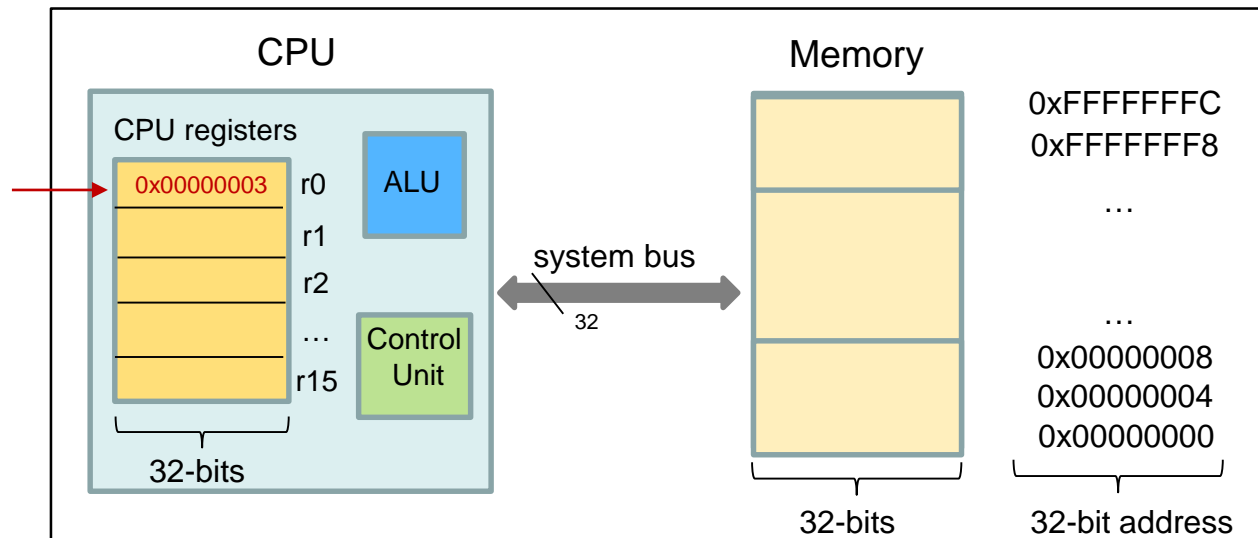 CPU
Memory
CPU registers
0x00000003
r0
r1
r2
...
r15
ALU
Control
Unit
32-bits
system bus
32
32-bits
0xFFFFFFFC
0xFFFFFFF8
...
...
0x00000008
0x00000004
0x00000000
32-bit address